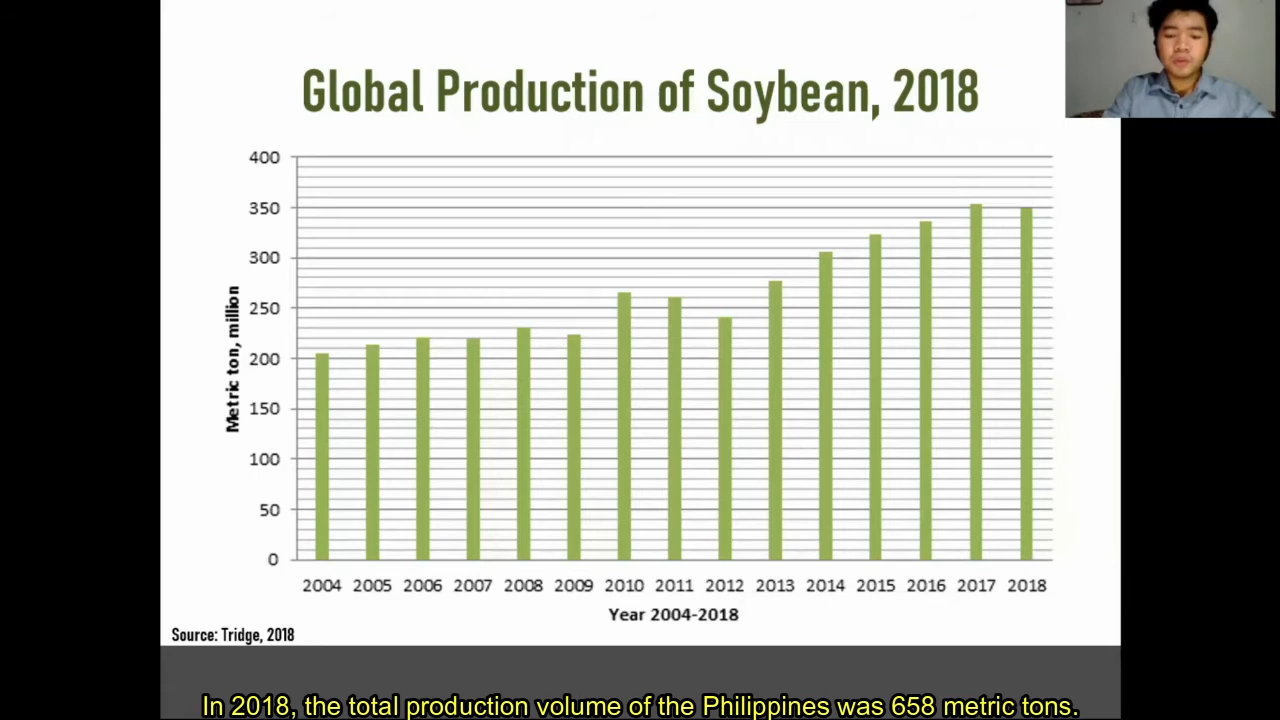 Global Production of Soybean, 2018
400
350
300
250
200
150
100
50
0
Metric ton, million
2004 2005 2006 2007 2008 2009 2010 2011 2012 2013 2014 2015 2016 2017 2018
Year 2004-2018
Source: Tridge, 2018
In 2018, the total production volume of the Philippines was 658 metric tons.